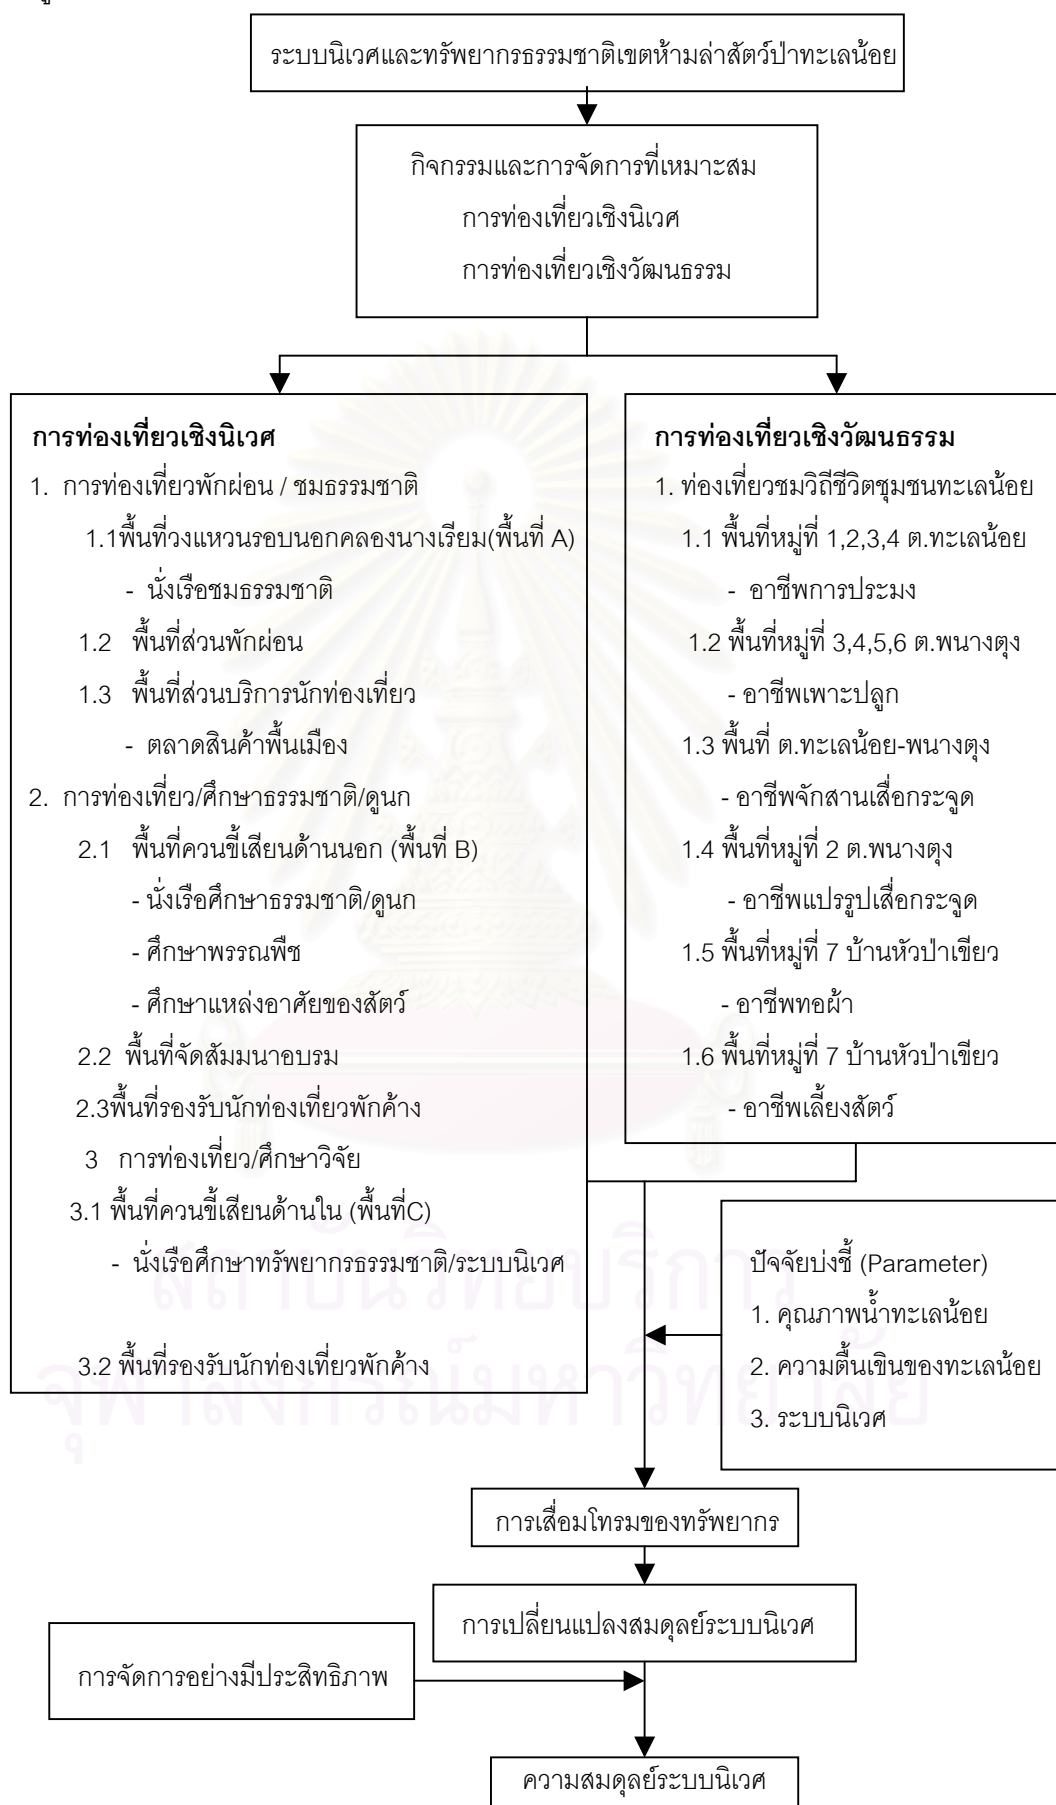 ระบบนิเวศและทรัพยากรธรรมชาติเขตห้ามล่าสัตว์ป่าทะเลน้อย
กิจกรรมและการจัดการที่เหมาะสม
การท่องเที่ยวเชิงนิเวศ
การท่องเที่ยวเชิงวัฒนธรรม
การท่องเที่ยวเชิงนิเวศ
1. การท่องเที่ยวพักผ่อน / ชมธรรมชาติ
1.1พื้นที่วงแหวนรอบนอกคลองนางเรียม(พื้นที่ A)
- นั่งเรือชมธรรมชาติ
1.2 พื้นที่ส่วนพักผ่อน
1.3 พื้นที่ส่วนบริการนักท่องเที่ยว
- ตลาดสินค้าพื้นเมือง
2. การท่องเที่ยว/ศึกษาธรรมชาติ/ดูนก
2.1 พื้นที่ควนขี้เสียนด้านนอก (พื้นที่ B)
- นั่งเรือศึกษาธรรมชาติ/ดูนก
- ศึกษาพรรณพืช
- ศึกษาแหล่งอาศัยของสัตว์
2.2 พื้นที่จัดสัมมนาอบรม
2.3พื้นที่รองรับนักท่องเที่ยวพักค้าง
3 การท่องเที่ยว/ศึกษาวิจัย
3.1 พื้นที่ควนขี้เสียนด้านใน (พื้นที่C)
- นั่งเรือศึกษาทรัพยากรธรรมชาติ/ระบบนิเวศ
3.2 พื้นที่รองรับนักท่องเที่ยวพักค้าง
การท่องเที่ยวเชิงวัฒนธรรม
1. ท่องเที่ยวชมวิถีชีวิตชุมชนทะเลน้อย
1.1 พื้นที่หมู่ที่ 1,2,3,4 ต.ทะเลน้อย
- อาชีพการประมง
1.2 พื้นที่หมู่ที่ 3,4,5,6 ต.พนางตุง
- อาชีพเพาะปลูก
1.3 พื้นที่ ต.ทะเลน้อย-พนางตุง
- อาชีพจักสานเสื่อกระจูด
1.4 พื้นที่หมู่ที่ 2 ต.พนางตุง
- อาชีพแปรรูปเสื่อกระจูด
1.5 พื้นที่หมู่ที่ 7 บ้านหัวป่าเขียว
- อาชีพทอผ้า
1.6 พื้นที่หมู่ที่ 7 บ้านหัวป่าเขียว
- อาชีพเลี้ยงสัตว์
ปัจจัยบ่งชี้ (Parameter)
1. คุณภาพน้ำทะเลน้อย
2. ความตื้นเขินของทะเลน้อย
3. ระบบนิเวศ
สถาบันวิทยบริการ
จุฬาลงกรณ์มหาวิทยาลัย
การเสื่อมโทรมของทรัพยากร
การเปลี่ยนแปลงสมดุลย์ระบบนิเวศ
การจัดการอย่างมีประสิทธิภาพ
ความสมดุลย์ระบบนิเวศ